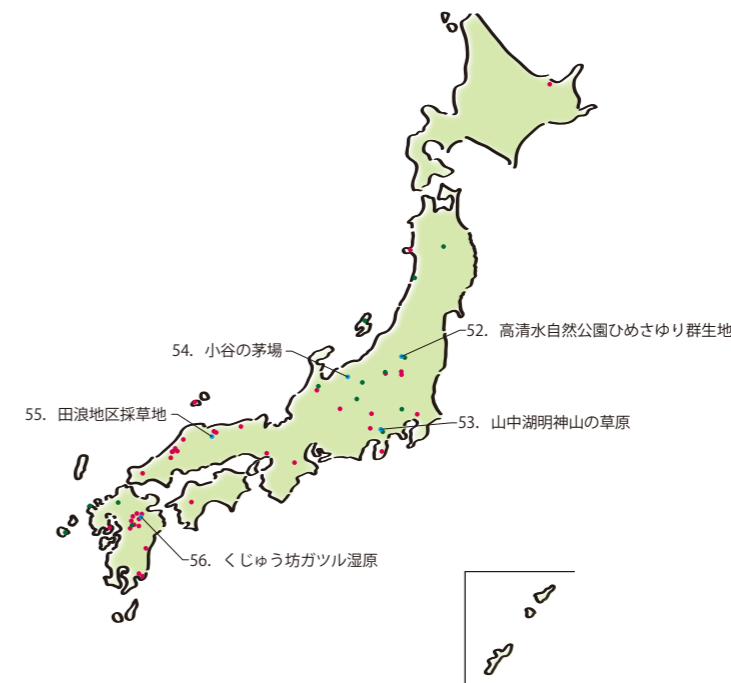 52. 高清水自然公園ひめさゆり群生地
54. 小谷の茅場
55. 田浪地区採草地
53. 山中湖明神山の草原
56. くじゅう坊ガツル湿原